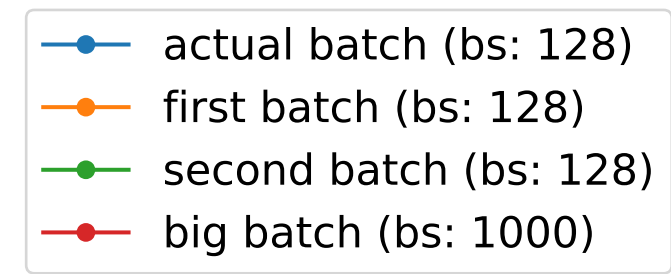 actual batch (bs: 128)
first batch (bs: 128)
second batch (bs: 128)
big batch (bs: 1000)